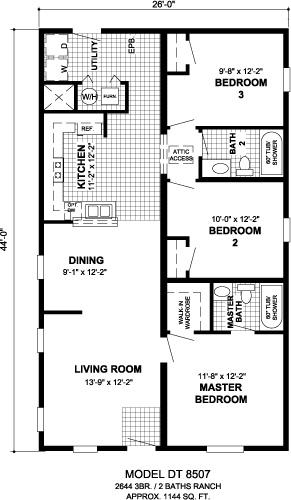 26'-0"
44'-0"
D
W
UTILITY
EPB.
W/H
FURN.
9'-8" x 12'-2"
BEDROOM
3
REF.
KITCHEN
11'-2" x 12'-2"
ATTIC
ACCESS
BATH
2
60" TUB/
SHOWER
10'-0" x 12'-2"
BEDROOM
2
DINING
9'-1" x 12'-2"
WALK-IN
WARDROBE
MASTER
BATH
60" TUB/
SHOWER
LIVING ROOM
13'-9" x 12'-2"
11'-8" x 12'-2"
MASTER
BEDROOM
MODEL DT 8507
2644 3BR. / 2 BATHS RANCH
APPROX. 1144 SQ. FT.